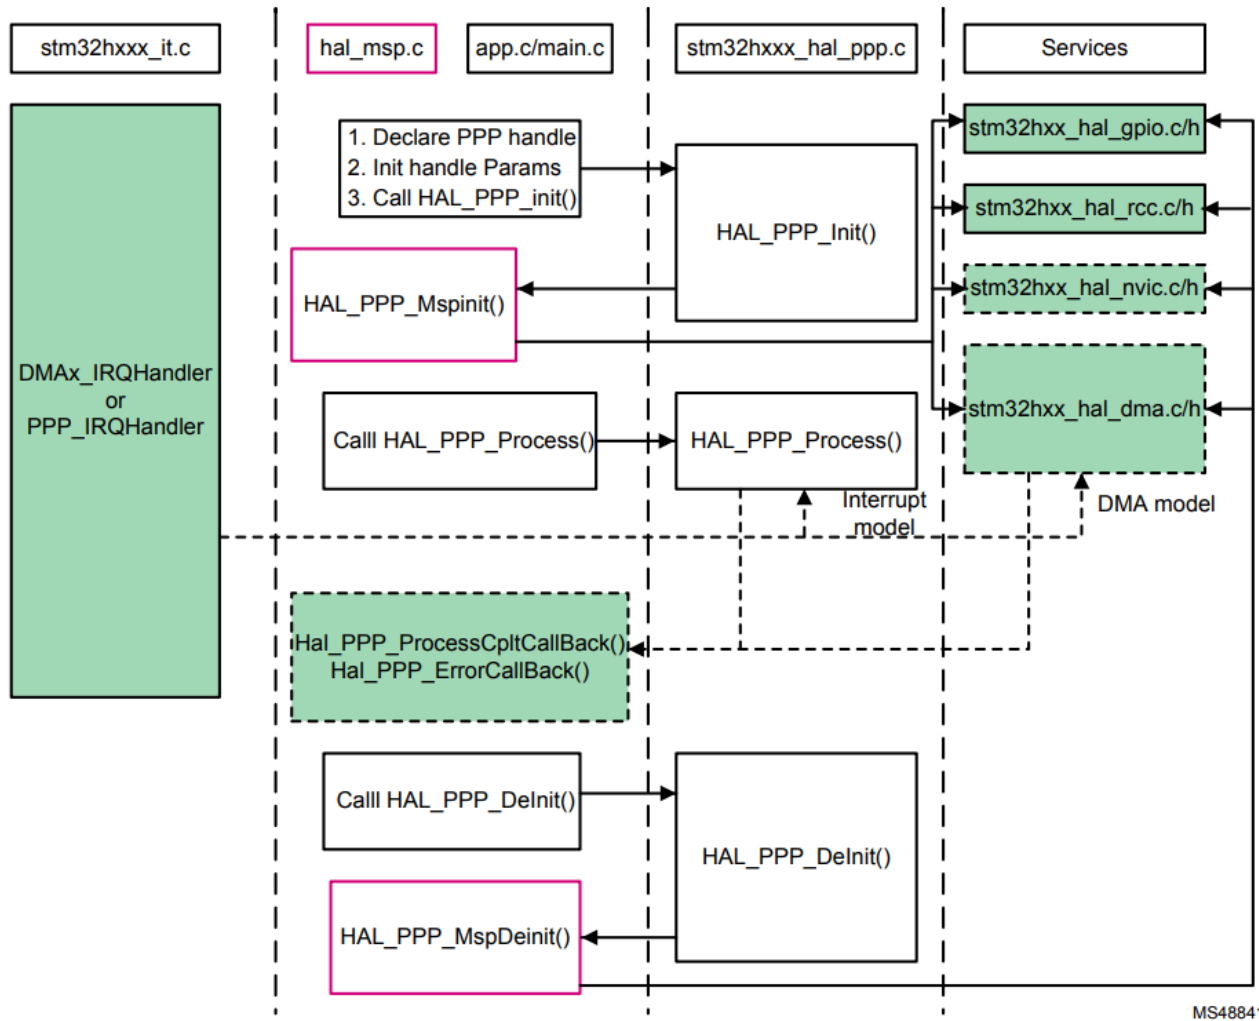 stm32hxxx_it.c
hal_msp.c
app.c/main.c
stm32hxxx_hal_ppp.c
Services
1. Declare PPP handle
2. Init handle Params
3. Call HAL_PPP_init()
HAL_PPP_Init()
stm32hxx_hal_gpio.c/h
stm32hxx_hal_rcc.c/h
stm32hxx_hal_nvic.c/h
stm32hxx_hal_dma.c/h
HAL_PPP_Mspinit()
DMAx_IRQHandler
or
PPP_IRQHandler
Calll HAL_PPP_Process()
HAL_PPP_Process()
Interrupt
model
DMA model
Hal_PPP_ProcessCpltCallBack()
Hal_PPP_ErrorCallBack()
Calll HAL_PPP_DeInit()
HAL_PPP_DeInit()
HAL_PPP_MspDeinit()
MS48841